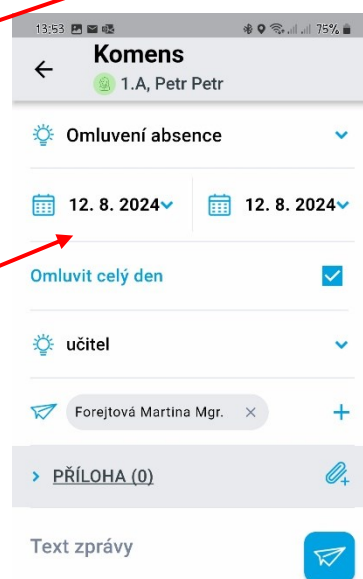 13:53 75%
Komens
1.A, Petr Petr
Omluvení absence
12. 8. 2024 12. 8. 2024
Omluvit celý den
učitel
Forejtová Martina Mgr. ×
PŘÍLOHA (0)
Text zprávy